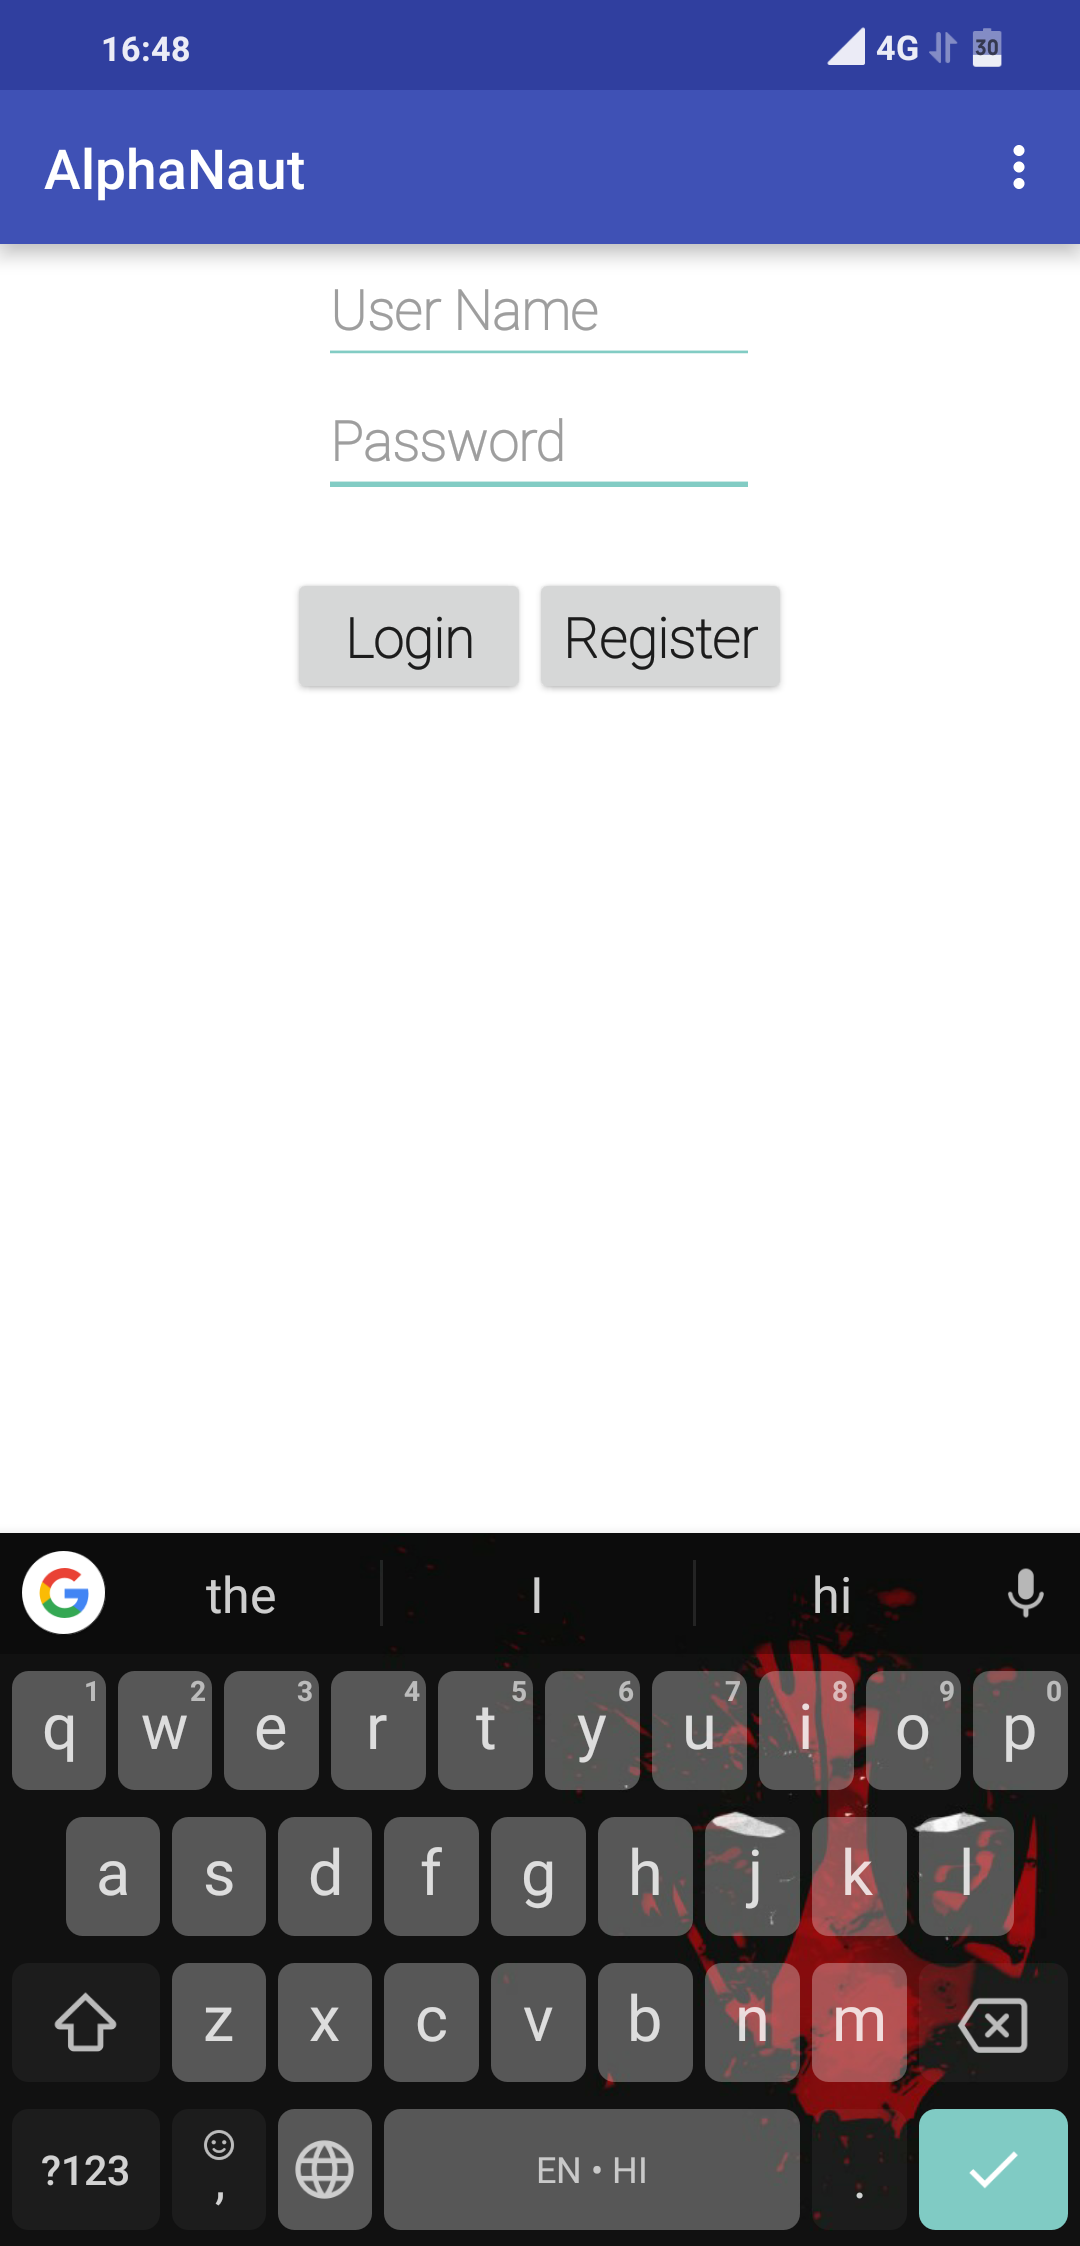 16:48 4G 30
AlphaNaut
User Name
Password
Login Register
the I hi
1 2 3 4 5 6 7 8 9 0
q w e r t y u i o p
a s d f g h j k l
z x c v b n m
?123 , EN • HI .